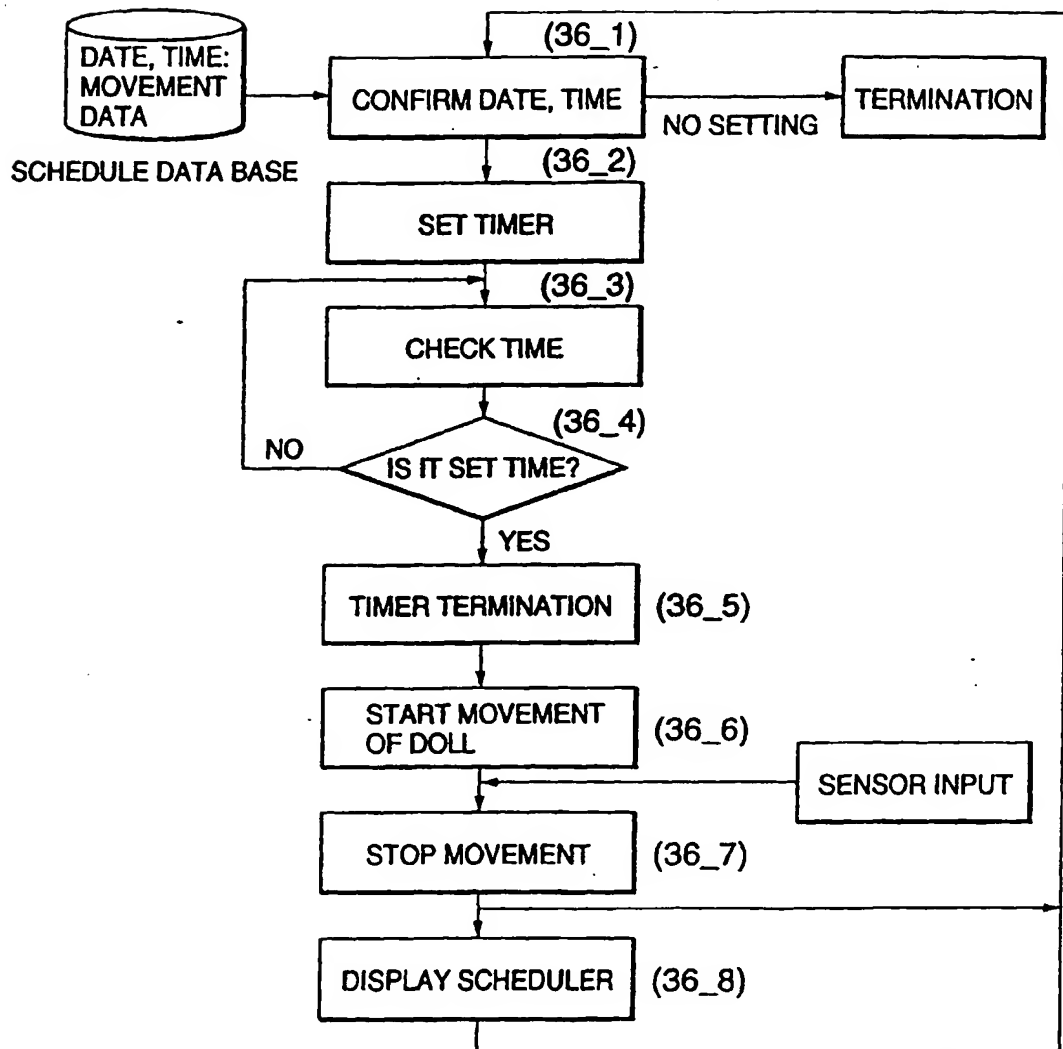 DATE, TIME:
MOVEMENT
DATA
SCHEDULE DATA BASE
(36_1)
CONFIRM DATE, TIME
NO SETTING
TERMINATION
(36_2)
SET TIMER
(36_3)
CHECK TIME
(36_4)
NO
IS IT SET TIME?
YES
TIMER TERMINATION
(36_5)
START MOVEMENT
OF DOLL
(36_6)
SENSOR INPUT
STOP MOVEMENT
(36_7)
DISPLAY SCHEDULER
(36_8)